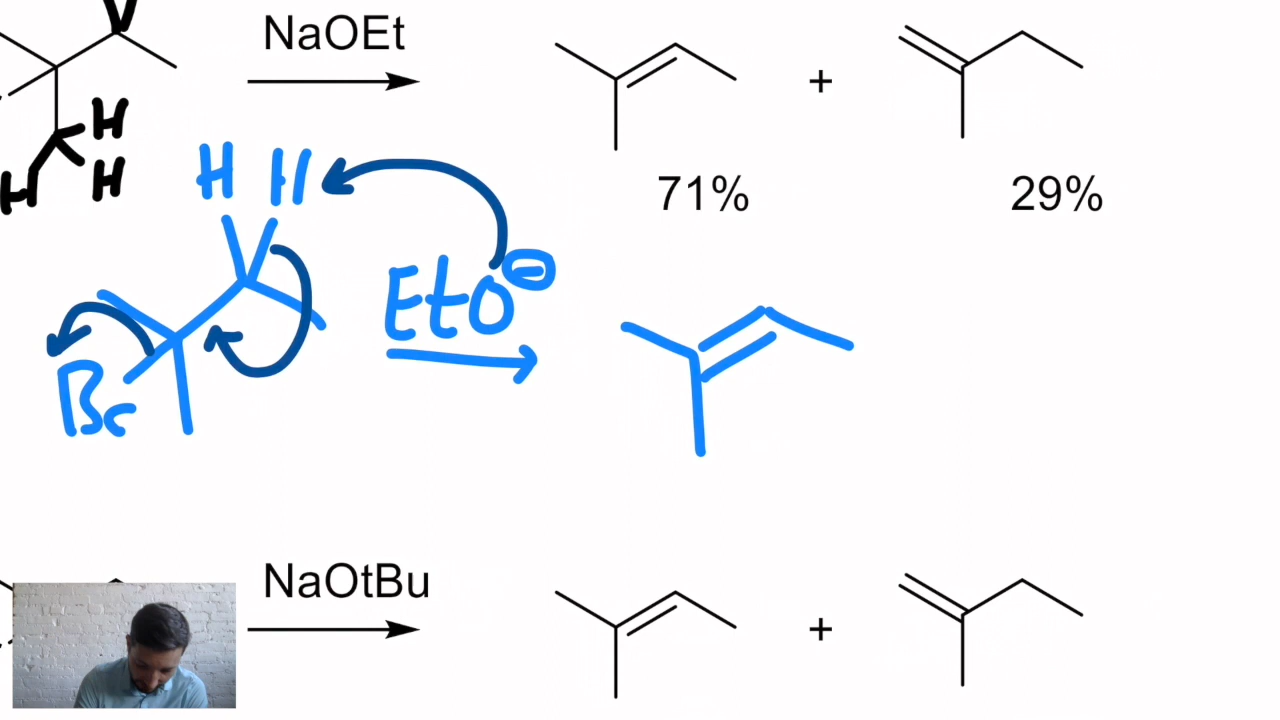 NaOEt
+
H
H
H
71%
29%
H H
EtO⊖
Br
NaOtBu
+